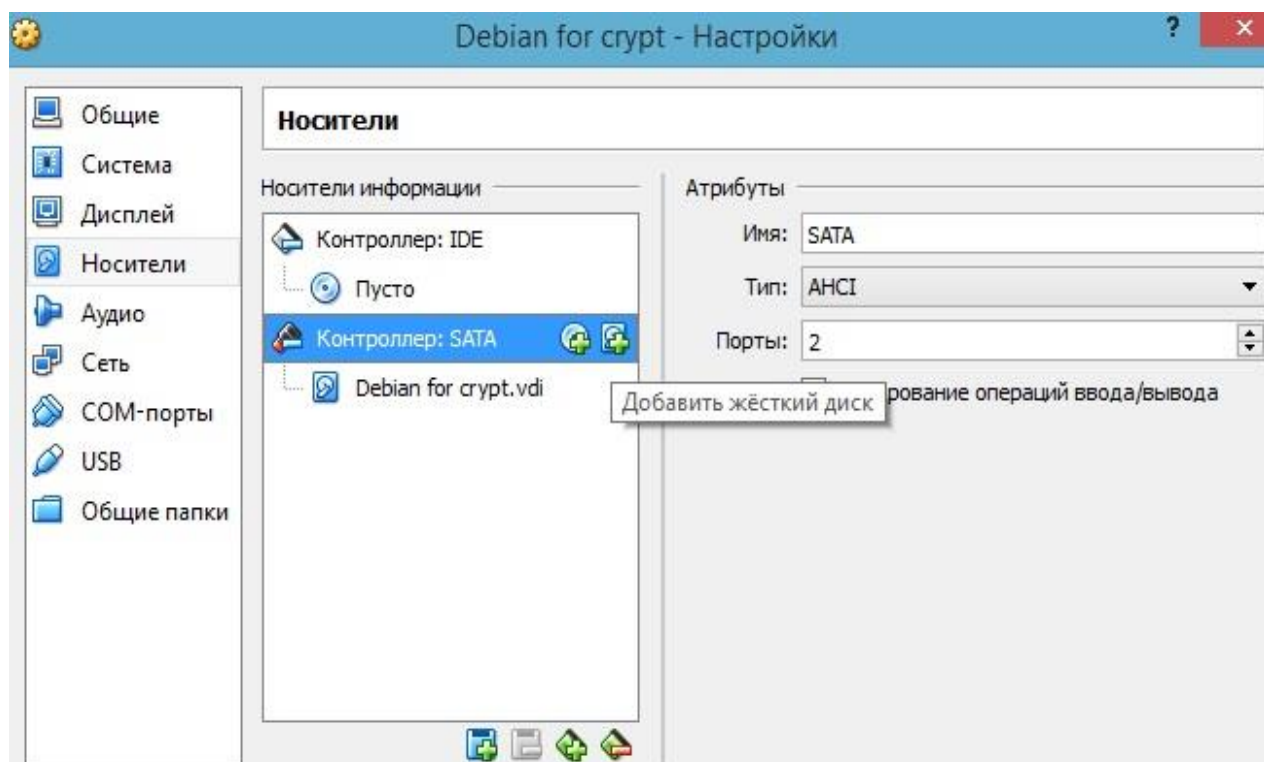 Debian for crypt - Настройки
?
Общие
Система
Дисплей
Носители
Аудио
Сеть
COM-порты
USB
Общие папки
Носители
Носители информации
Контроллер: IDE
Пусто
Контроллер: SATA
Debian for crypt.vdi
Добавить жёсткий диск
Атрибуты
Имя: SATA
Тип: AHCI
Порты: 2
операций ввода/вывода